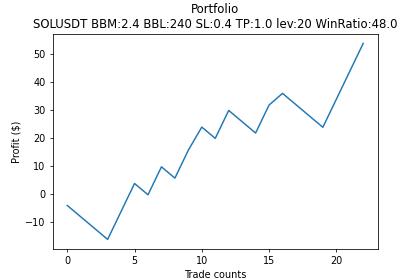 Portfolio
SOLUSDT BBM:2.4 BBL:240 SL:0.4 TP:1.0 lev:20 WinRatio:48.0
50
40
30
20
10
0
−10
Profit ($)
0 5 10 15 20
Trade counts